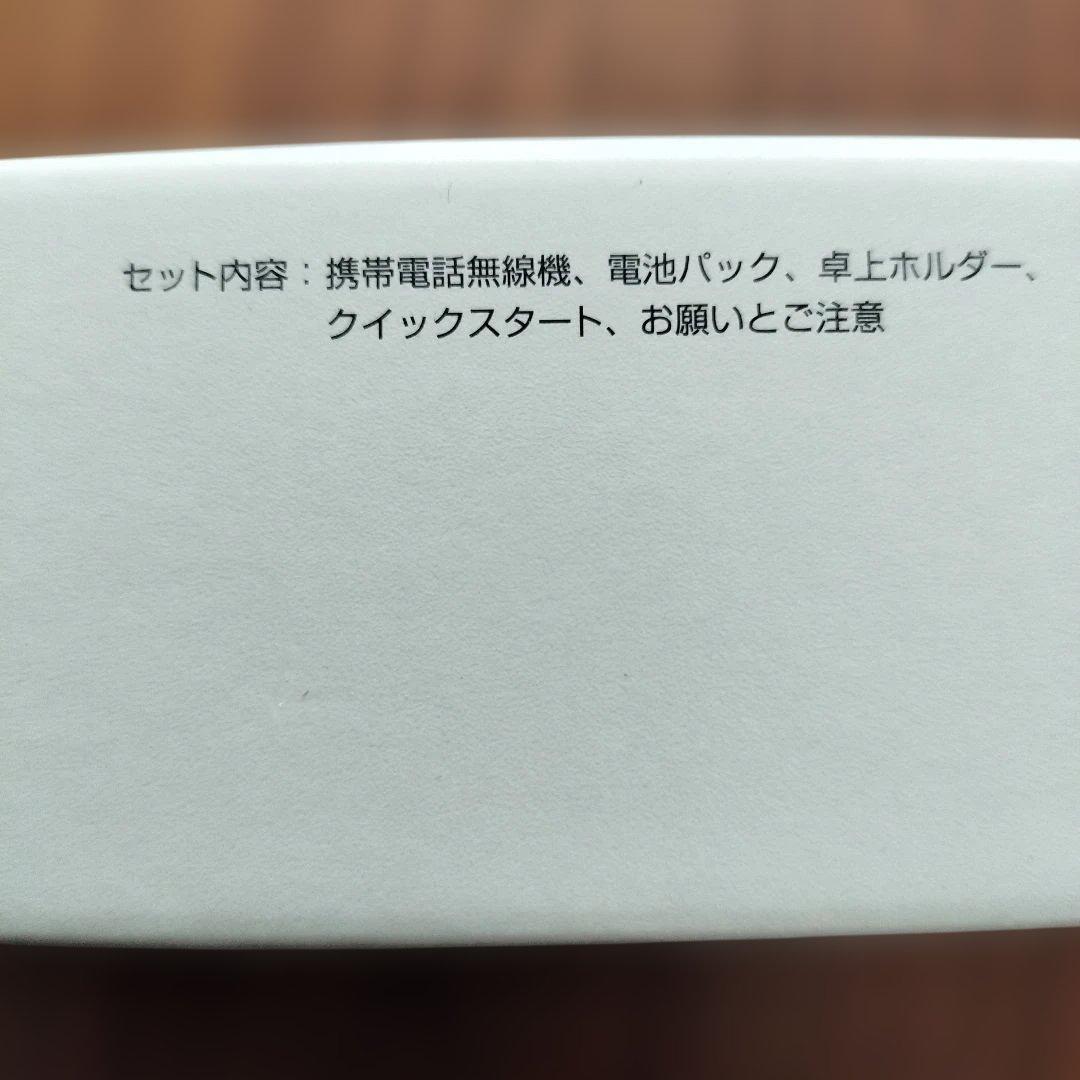 セット内容：携帯電話無線機、電池パック、卓上ホルダー、
クイックスタート、お願いとご注意